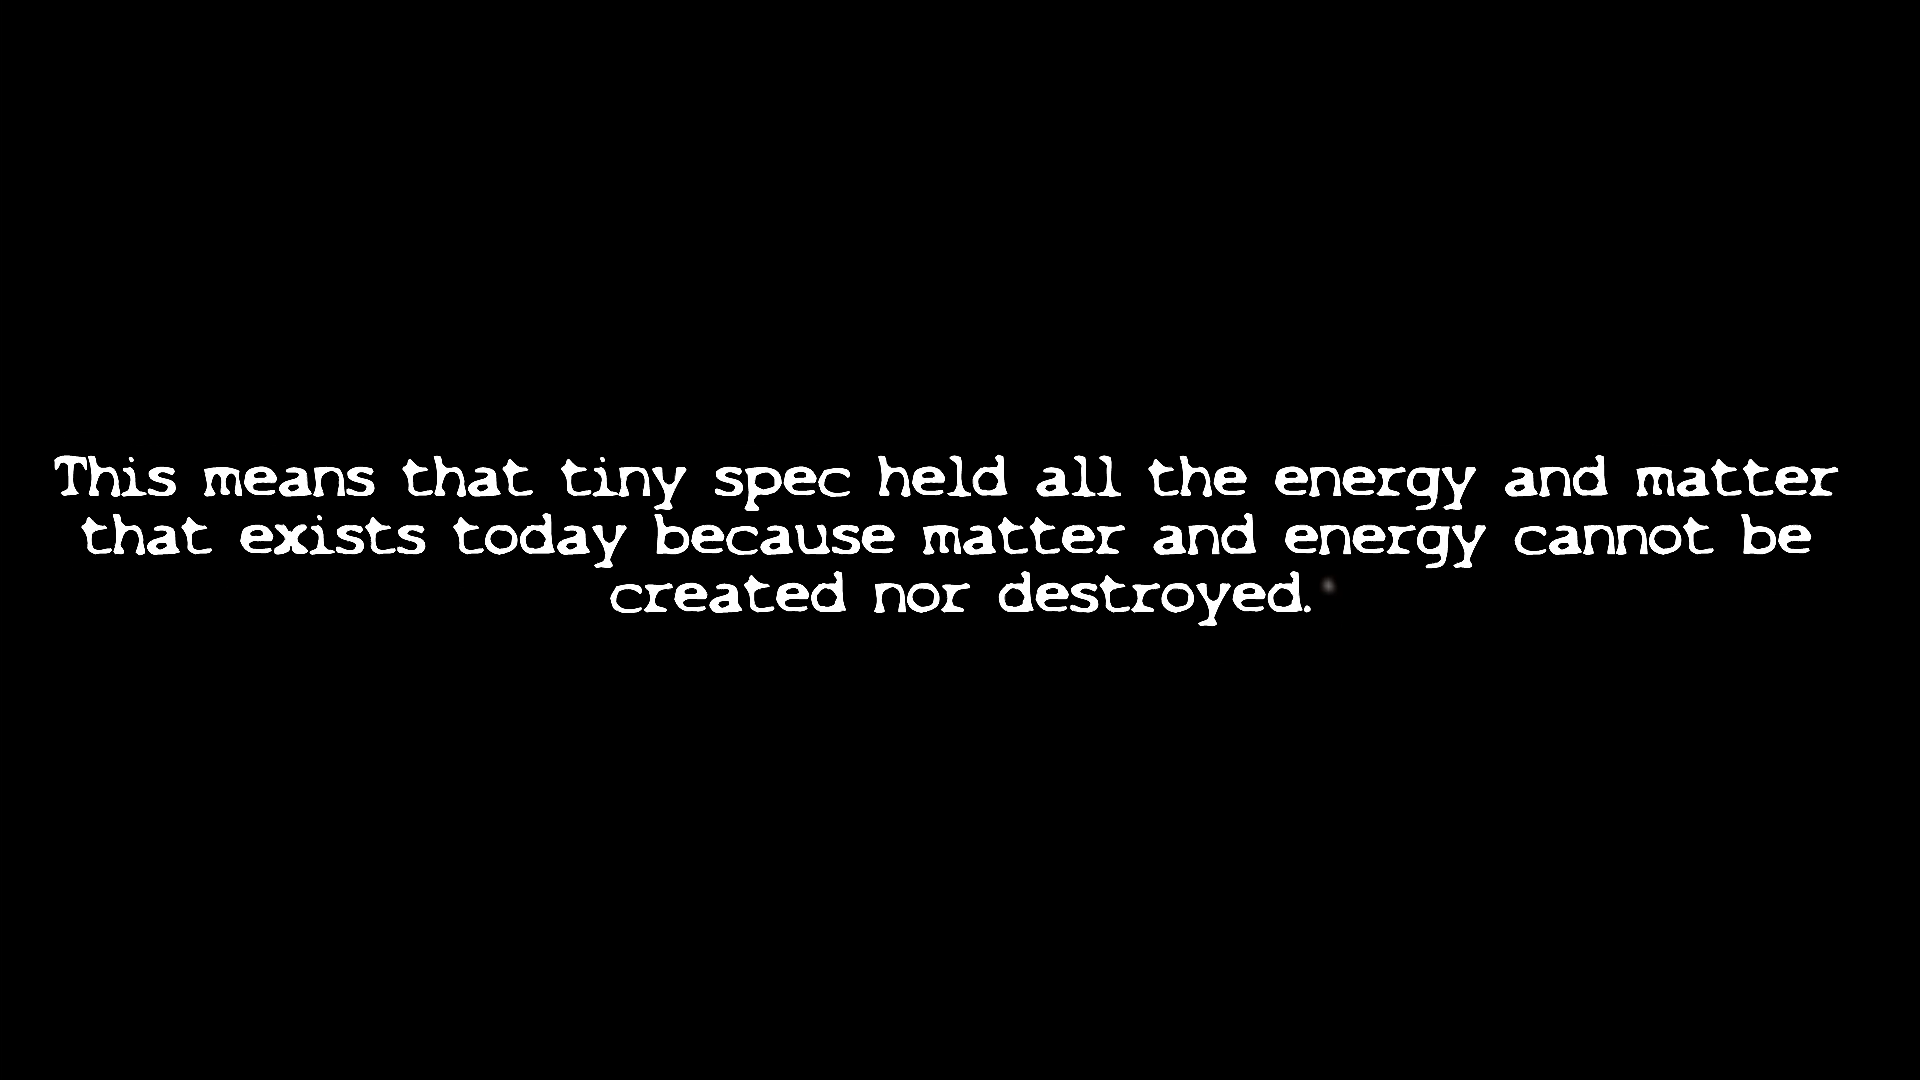 This means that tiny spec held all the energy and matter
that exists today because matter and energy cannot be
created nor destroyed.